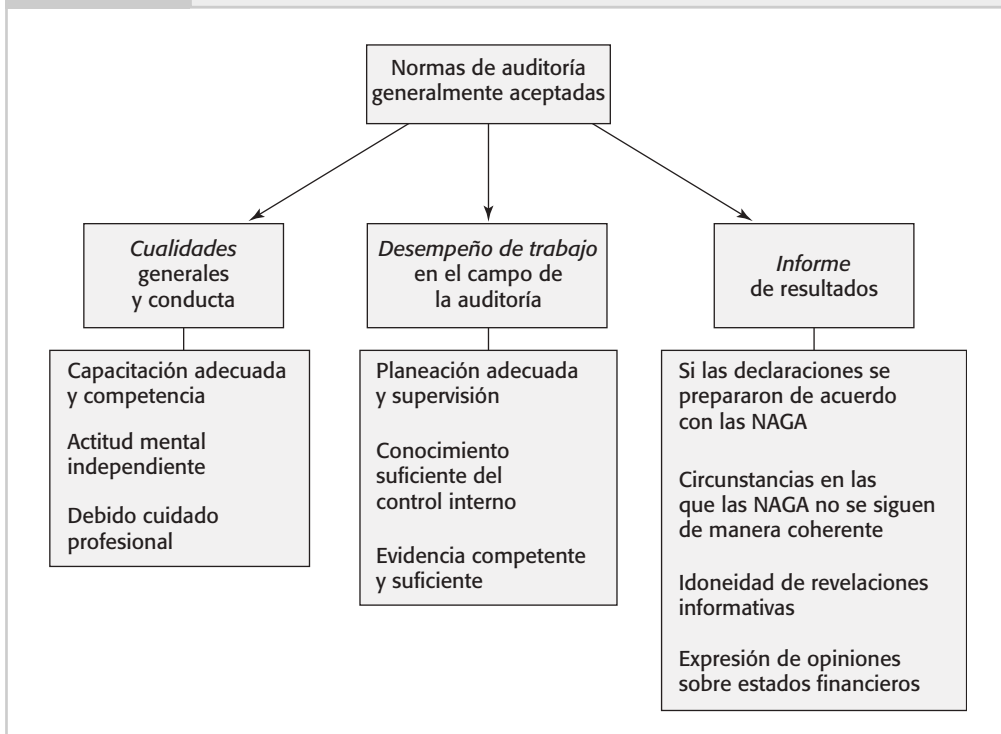 Normas de auditoría
generalmente aceptadas
Cualidades
generales
y conducta
Capacitación adecuada
y competencia
Actitud mental
independiente
Debido cuidado
profesional
Desempeño de trabajo
en el campo de
la auditoría
Planeación adecuada
y supervisión
Conocimiento
suficiente del
control interno
Evidencia competente
y suficiente
Informe
de resultados
Si las declaraciones se
prepararon de acuerdo
con las NAGA
Circunstancias en las
que las NAGA no se siguen
de manera coherente
Idoneidad de revelaciones
informativas
Expresión de opiniones
sobre estados financieros